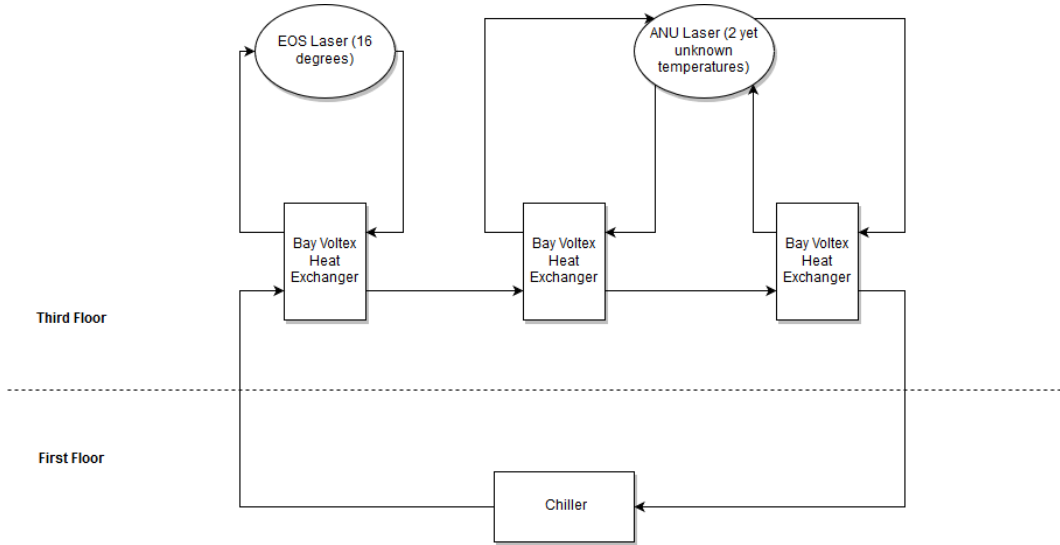 EOS Laser (16
degrees)
ANU Laser (2 yet
unknown
temperatures)
Bay Voltex
Heat
Exchanger
Bay Voltex
Heat
Exchanger
Bay Voltex
Heat
Exchanger
Third Floor
First Floor
Chiller